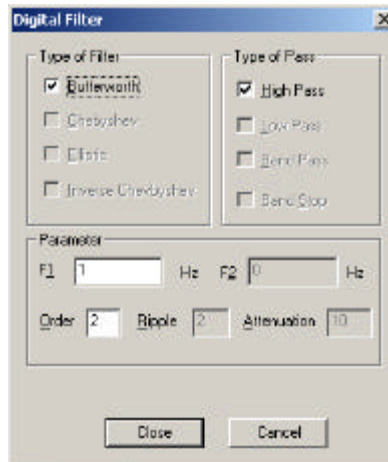 Digital Filter
Type of Filter
Butterworth
Chebyshev
Elliptic
Inverse Chevbyshev
Type of Pass
High Pass
Low Pass
Band Pass
Band Stop
Parameter
F1 1 Hz F2 0 Hz
Order 2 Ripple 2 Attenuation 10
Close Cancel